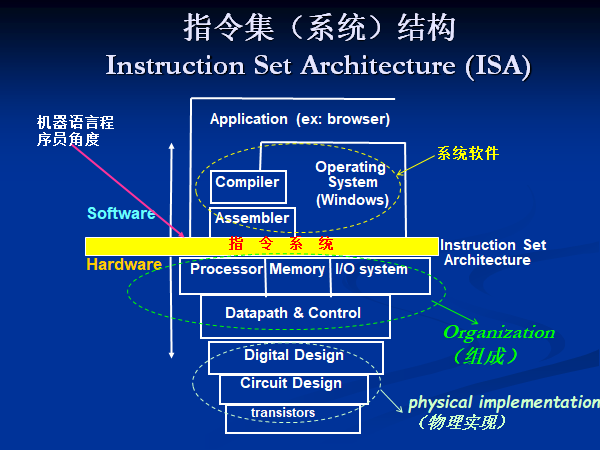 指令集（系统）结构
Instruction Set Architecture (ISA)
机器语言程
序员角度
Application (ex: browser)
系统软件
Operating
System
(Windows)
Compiler
Assembler
Software
指 令 系 统
Instruction Set
Architecture
Hardware
Processor
Memory
I/O system
Datapath & Control
Organization
（组成）
Digital Design
Circuit Design
transistors
physical implementation
（物理实现）